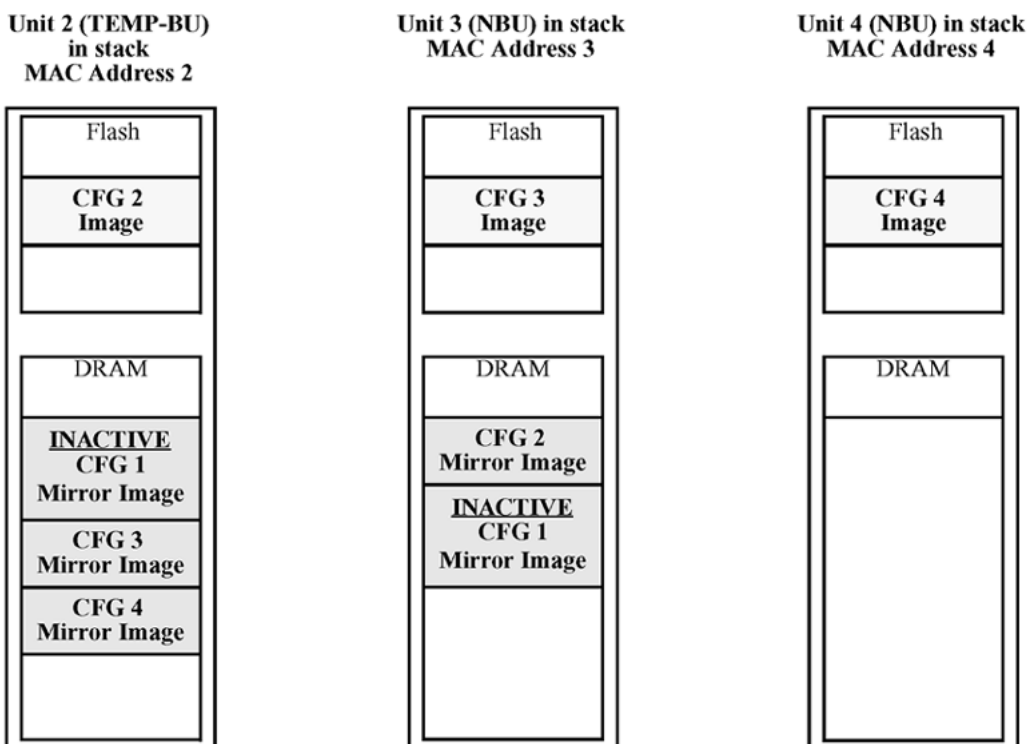 Unit 2 (TEMP-BU)
in stack
MAC Address 2
Flash
CFG 2
Image
DRAM
INACTIVE
CFG 1
Mirror Image
CFG 3
Mirror Image
CFG 4
Mirror Image
Unit 3 (NBU) in stack
MAC Address 3
Flash
CFG 3
Image
DRAM
CFG 2
Mirror Image
INACTIVE
CFG 1
Mirror Image
Unit 4 (NBU) in stack
MAC Address 4
Flash
CFG 4
Image
DRAM